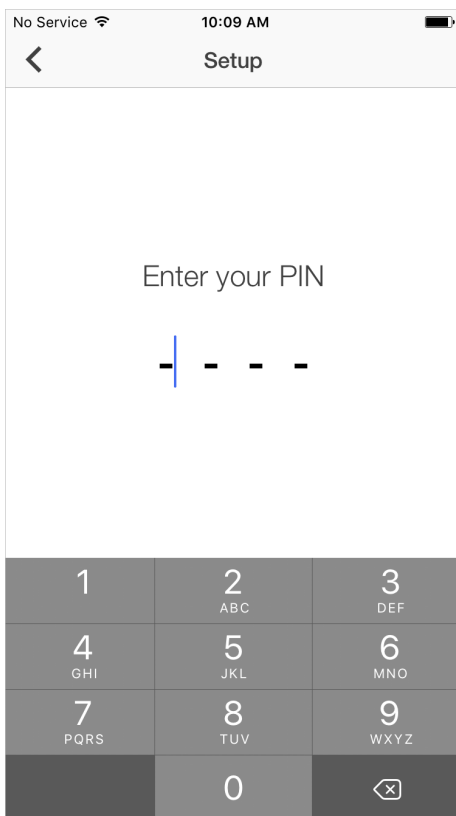 No Service 10:09 AM
Setup
Enter your PIN
- - - -
1 2 3
ABC DEF
4 5 6
GHI JKL MNO
7 8 9
PQRS TUV WXYZ
0